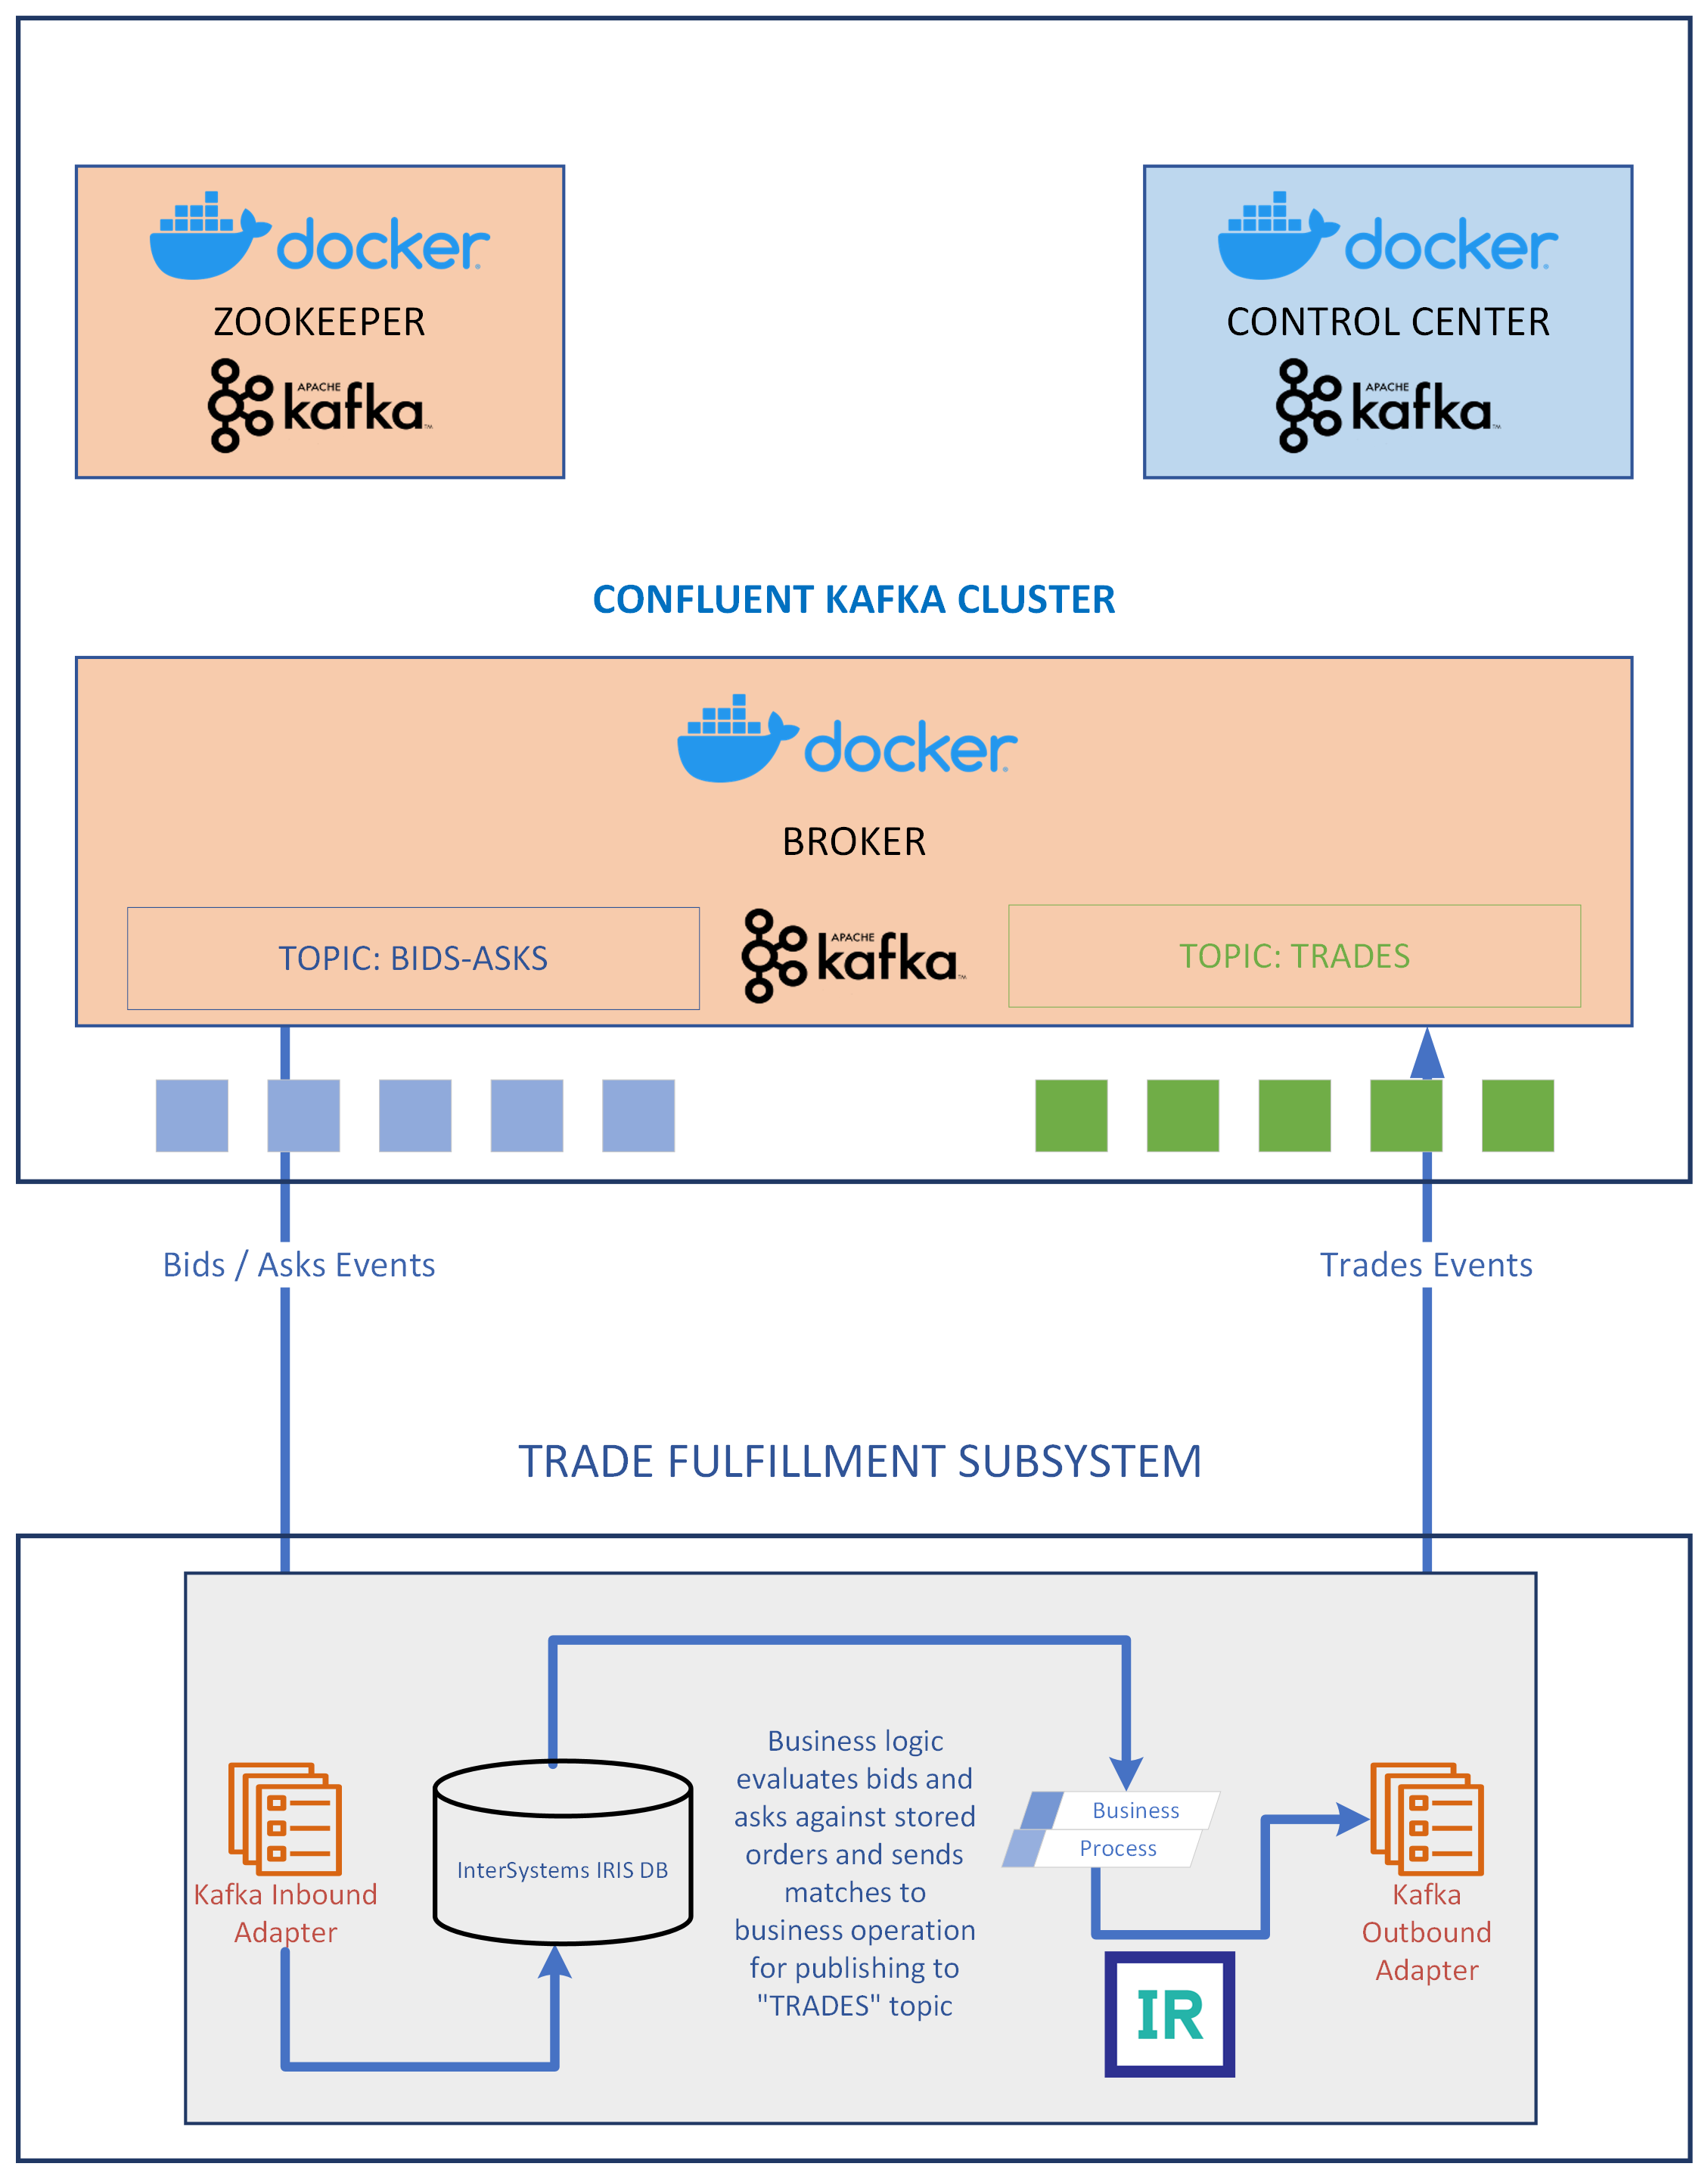 docker
ZOOKEEPER
APACHE
kafka™
docker
CONTROL CENTER
APACHE
kafka™
CONFLUENT KAFKA CLUSTER
docker
BROKER
TOPIC: BIDS-ASKS
APACHE
kafka™
TOPIC: TRADES
Bids / Asks Events
Trades Events
TRADE FULFILLMENT SUBSYSTEM
Kafka Inbound
Adapter
InterSystems IRIS DB
Business logic
evaluates bids and
asks against stored
orders and sends
matches to
business operation
for publishing to
"TRADES" topic
Business
Process
IR
Kafka
Outbound
Adapter